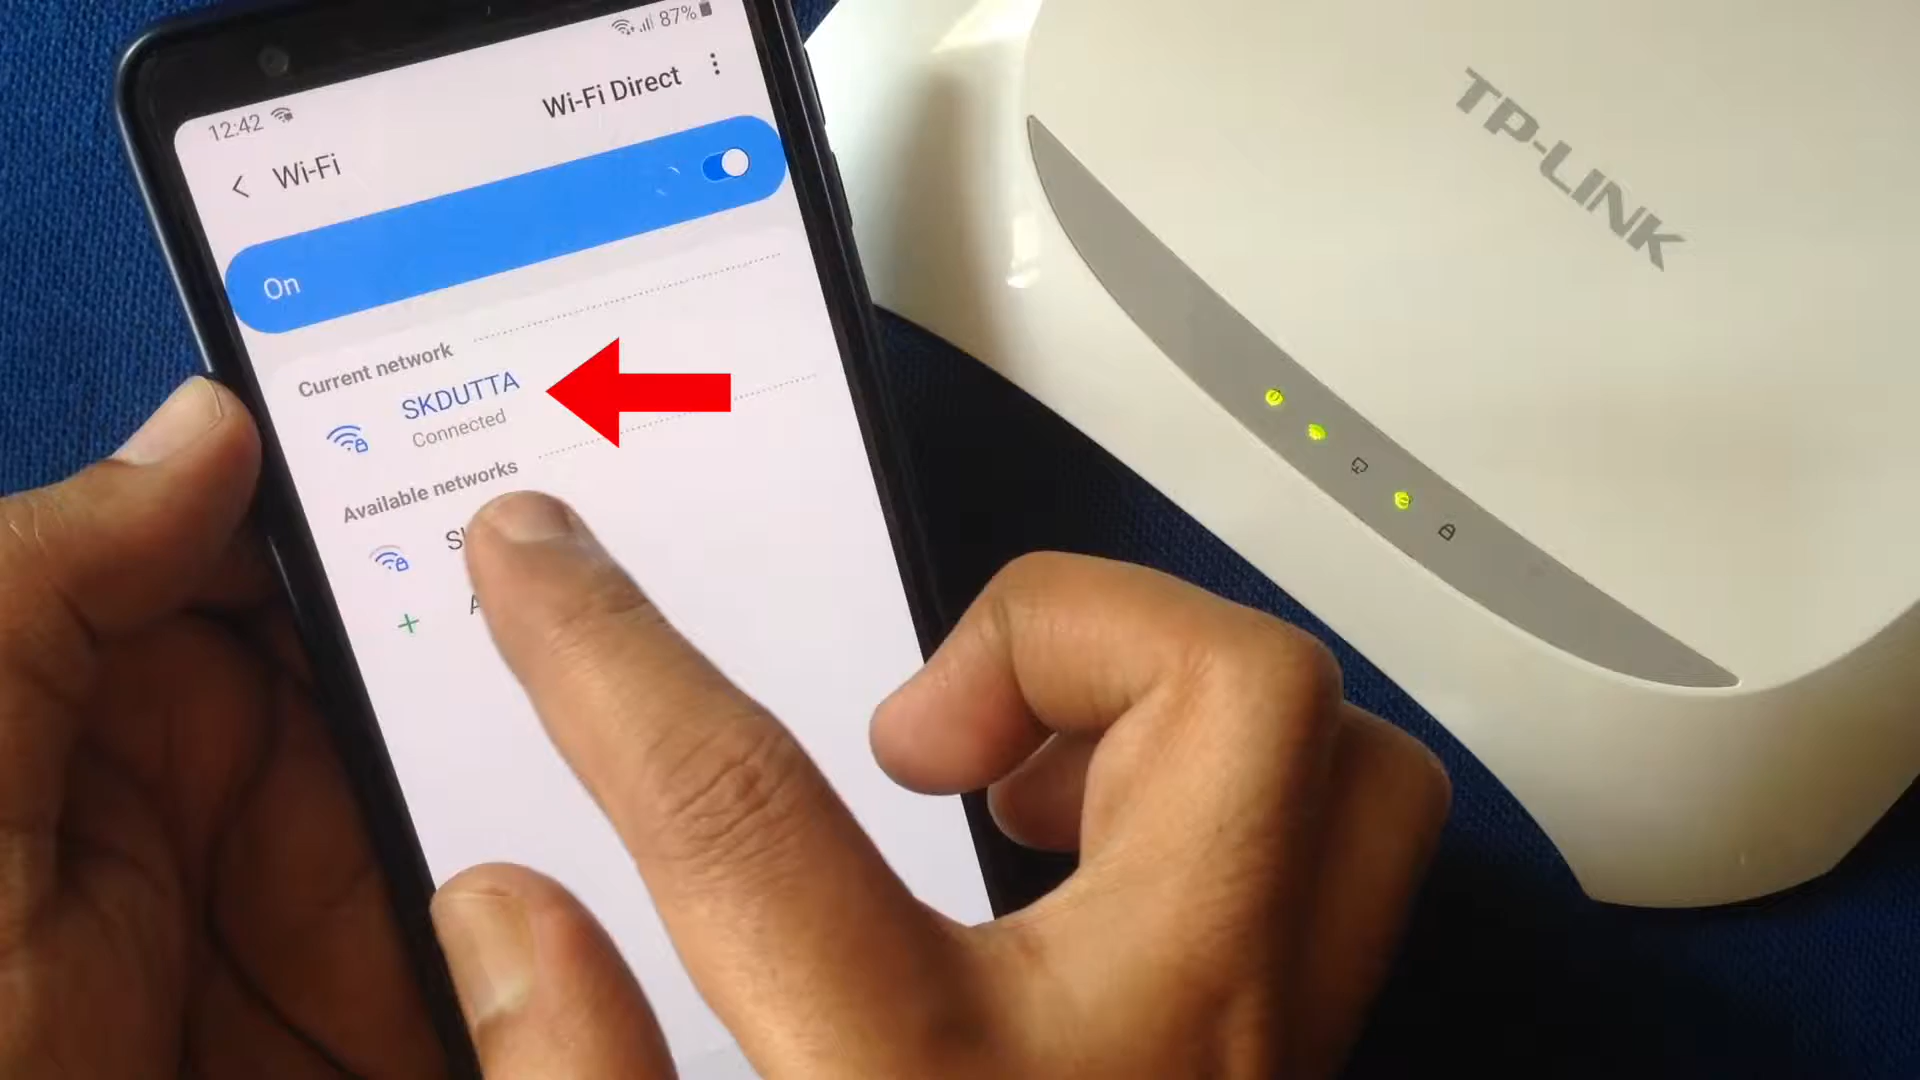 87%
12:42
Wi-Fi Direct
Wi-Fi
On
Current network
SKDUTTA
Connected
Available networks
TP-LINK